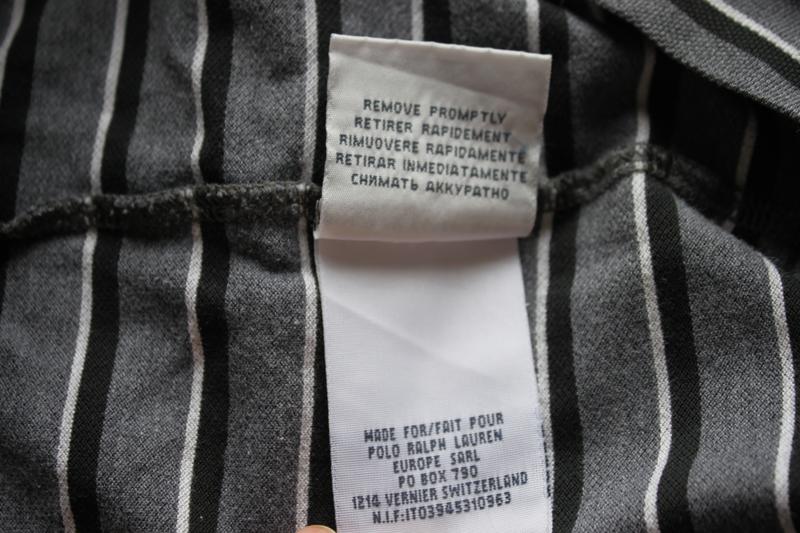 REMOVE PROMPTLY
RETIRER RAPIDEMENT
RIMUOVERE RAPIDAMENTE
RETIRAR INMEDIATAMENTE
СНИМАТЬ АККУРАТНО
MADE FOR/FAIT POUR
POLO RALPH LAUREN
EUROPE SARL
PO BOX 790
1214 VERNIER SWITZERLAND
N.I.F:IT03945310963